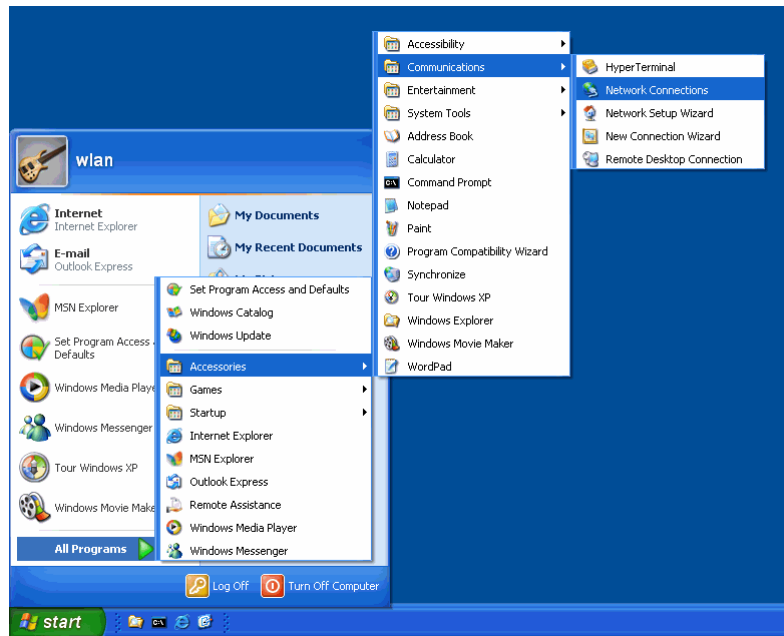 wlan
Internet
Internet Explorer
E-mail
Outlook Express
MSN Explorer
Set Program Access
Defaults
Windows Media Playe
Windows Messenger
Tour Windows XP
Windows Movie Make
All Programs
My Documents
My Recent Documents
Set Program Access and Defaults
Windows Catalog
Windows Update
Accessories
Games
Startup
Internet Explorer
MSN Explorer
Outlook Express
Remote Assistance
Windows Media Player
Windows Messenger
Accessibility
Communications
Entertainment
System Tools
Address Book
Calculator
Command Prompt
Notepad
Paint
Program Compatibility Wizard
Synchronize
Tour Windows XP
Windows Explorer
Windows Movie Maker
WordPad
HyperTerminal
Network Connections
Network Setup Wizard
New Connection Wizard
Remote Desktop Connection
Log Off
Turn Off Computer
start